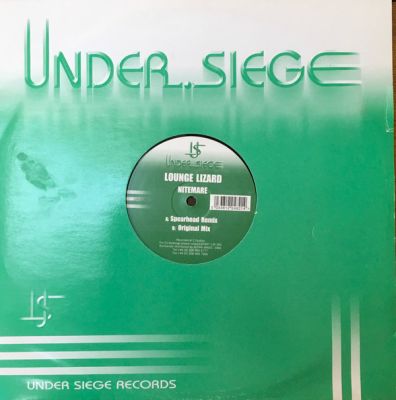 UNDER.SIEGE
US
UNDER.SIEGE
LOUNGE LIZARD
NITEMARE
A: Spearhead Remix
B: Original Mix
US
UNDER SIEGE RECORDS